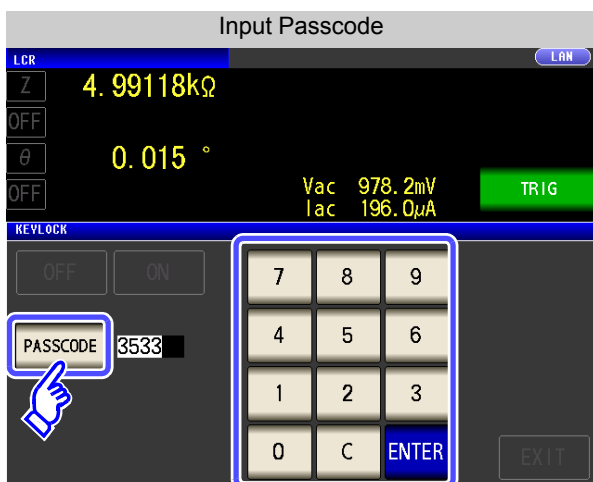 Input Passcode
LCR LAN
Z 4.99118kΩ
OFF
θ 0.015 °
OFF
Vac 978.2mV
Iac 196.0μA
TRIG
KEYLOCK
OFF ON
7 8 9
PASSCODE 3533
4 5 6
1 2 3
0 C ENTER
EXIT